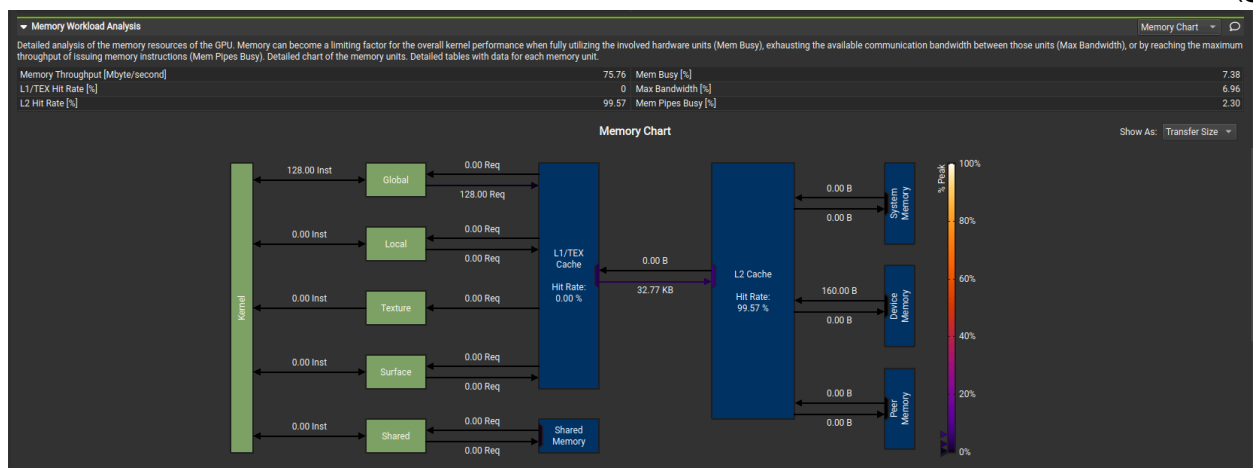 Memory Workload Analysis
Memory Chart
Detailed analysis of the memory resources of the GPU. Memory can become a limiting factor for the overall kernel performance when fully utilizing the involved hardware units (Mem Busy), exhausting the available communication bandwidth between those units (Max Bandwidth), or by reaching the maximum
throughput of issuing memory instructions (Mem Pipes Busy). Detailed chart of the memory units. Detailed tables with data for each memory unit.
Memory Throughput [Mbyte/second] 75.76 Mem Busy [%] 7.38
L1/TEX Hit Rate [%] 0 Max Bandwidth [%] 6.96
L2 Hit Rate [%] 99.57 Mem Pipes Busy [%] 2.30
Memory Chart
Show As: Transfer Size
Kernel
128.00 Inst
Global
0.00 Req
128.00 Req
0.00 Inst
Local
0.00 Req
0.00 Req
0.00 Inst
Texture
0.00 Req
0.00 Inst
Surface
0.00 Req
0.00 Req
0.00 Inst
Shared
0.00 Req
0.00 Req
L1/TEX
Cache
Hit Rate:
0.00 %
Shared
Memory
0.00 B
32.77 KB
L2 Cache
Hit Rate:
99.57 %
0.00 B
0.00 B
System
Memory
160.00 B
0.00 B
Device
Memory
0.00 B
0.00 B
Peer
Memory
% Peak
100%
80%
60%
40%
20%
0%